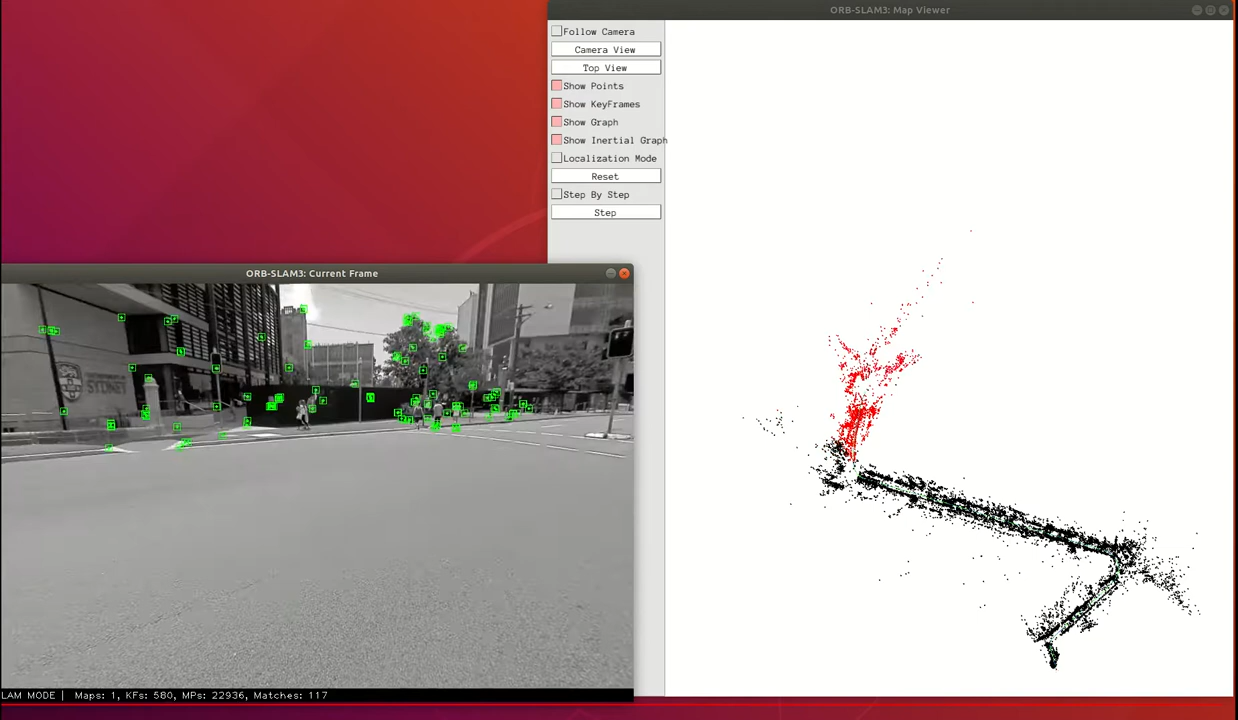 ORB-SLAM3: Map Viewer
Follow Camera
Camera View
Top View
Show Points
Show KeyFrames
Show Graph
Show Inertial Graph
Localization Mode
Reset
Step By Step
Step
ORB-SLAM3: Current Frame
SYDNEY
LAM MODE | Maps: 1, KFs: 580, MPs: 22936, Matches: 117